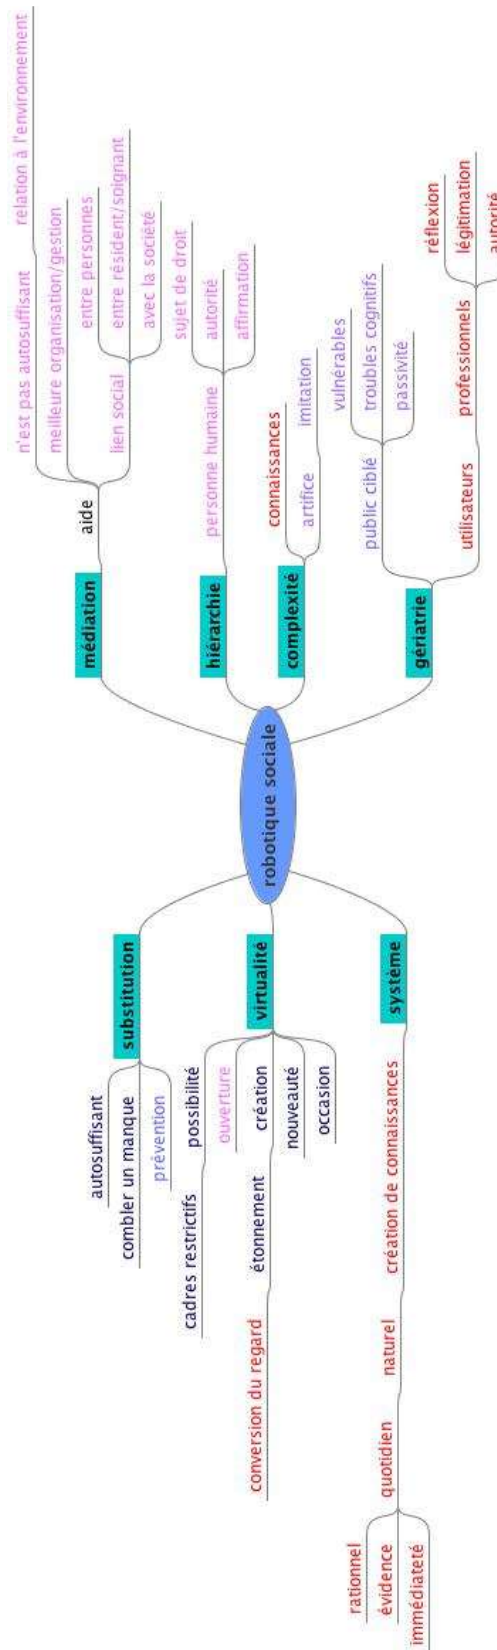 robotique sociale
médiation
aide
n'est pas autosuffisant
relation à l'environnement
meilleure organisation/gestion
lien social
entre personnes
entre résident/soignant
avec la société
hiérarchie
personne humaine
sujet de droit
autorité
affirmation
complexité
connaissances
artifice
imitation
gériatrie
public ciblé
vulnérables
troubles cognitifs
passivité
utilisateurs
professionnels
réflexion
légitimation
autorité
substitution
autosuffisant
combler un manque
prévention
virtualité
possibilité
cadres restrictifs
ouverture
création
étonnement
conversion du regard
nouveauté
occasion
système
création de connaissances
naturel
quotidien
rationnel
évidence
immédiateté